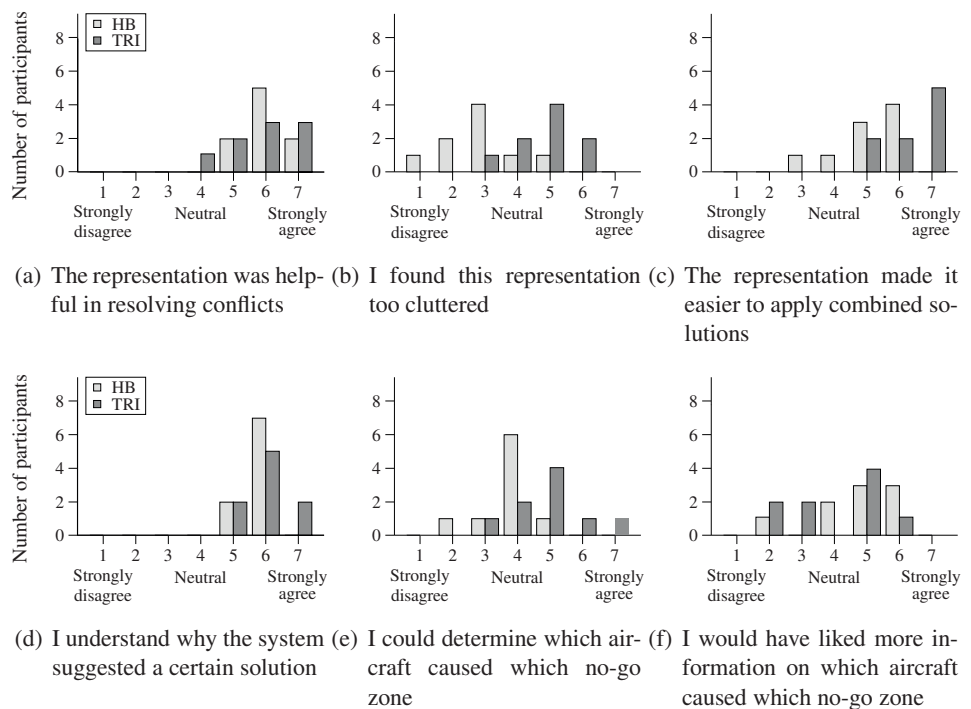 Number of participants
HB
TRI
8
6
4
2
0
1 2 3 4 5 6 7
Strongly disagree
Neutral
Strongly agree
(a) The representation was help-
ful in resolving conflicts
8
6
4
2
0
1 2 3 4 5 6 7
Strongly disagree
Neutral
Strongly agree
(b) I found this representation
too cluttered
8
6
4
2
0
1 2 3 4 5 6 7
Strongly disagree
Neutral
Strongly agree
(c) The representation made it
easier to apply combined so-
lutions
Number of participants
HB
TRI
8
6
4
2
0
1 2 3 4 5 6 7
Strongly disagree
Neutral
Strongly agree
(d) I understand why the system
suggested a certain solution
8
6
4
2
0
1 2 3 4 5 6 7
Strongly disagree
Neutral
Strongly agree
(e) I could determine which air-
craft caused which no-go
zone
8
6
4
2
0
1 2 3 4 5 6 7
Strongly disagree
Neutral
Strongly agree
(f) I would have liked more in-
formation on which aircraft
caused which no-go zone